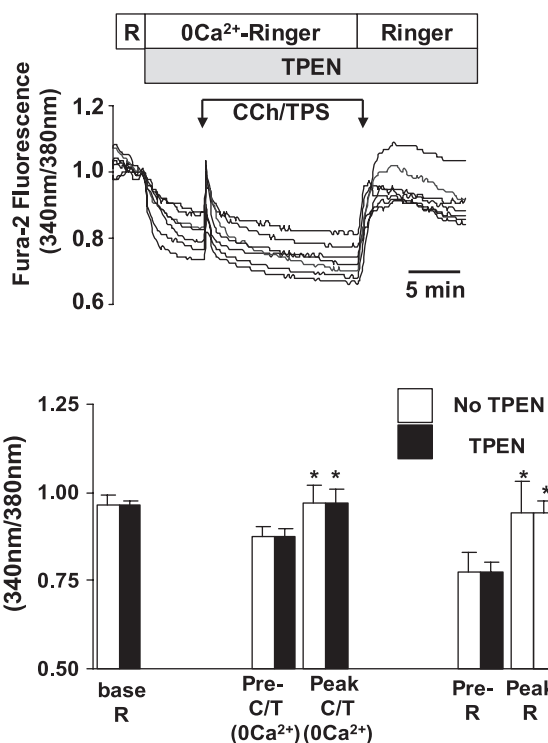 R 0Ca²⁺-Ringer Ringer
TPEN
CCh/TPS
Fura-2 Fluorescence
(340nm/380nm)
1.2
1.0
0.8
0.6
5 min
(340nm/380nm)
1.25
1.00
0.75
0.50
No TPEN
TPEN
* *
* *
base
R
Pre-
C/T
(0Ca²⁺)
Peak
C/T
(0Ca²⁺)
Pre-
R
Peak
R